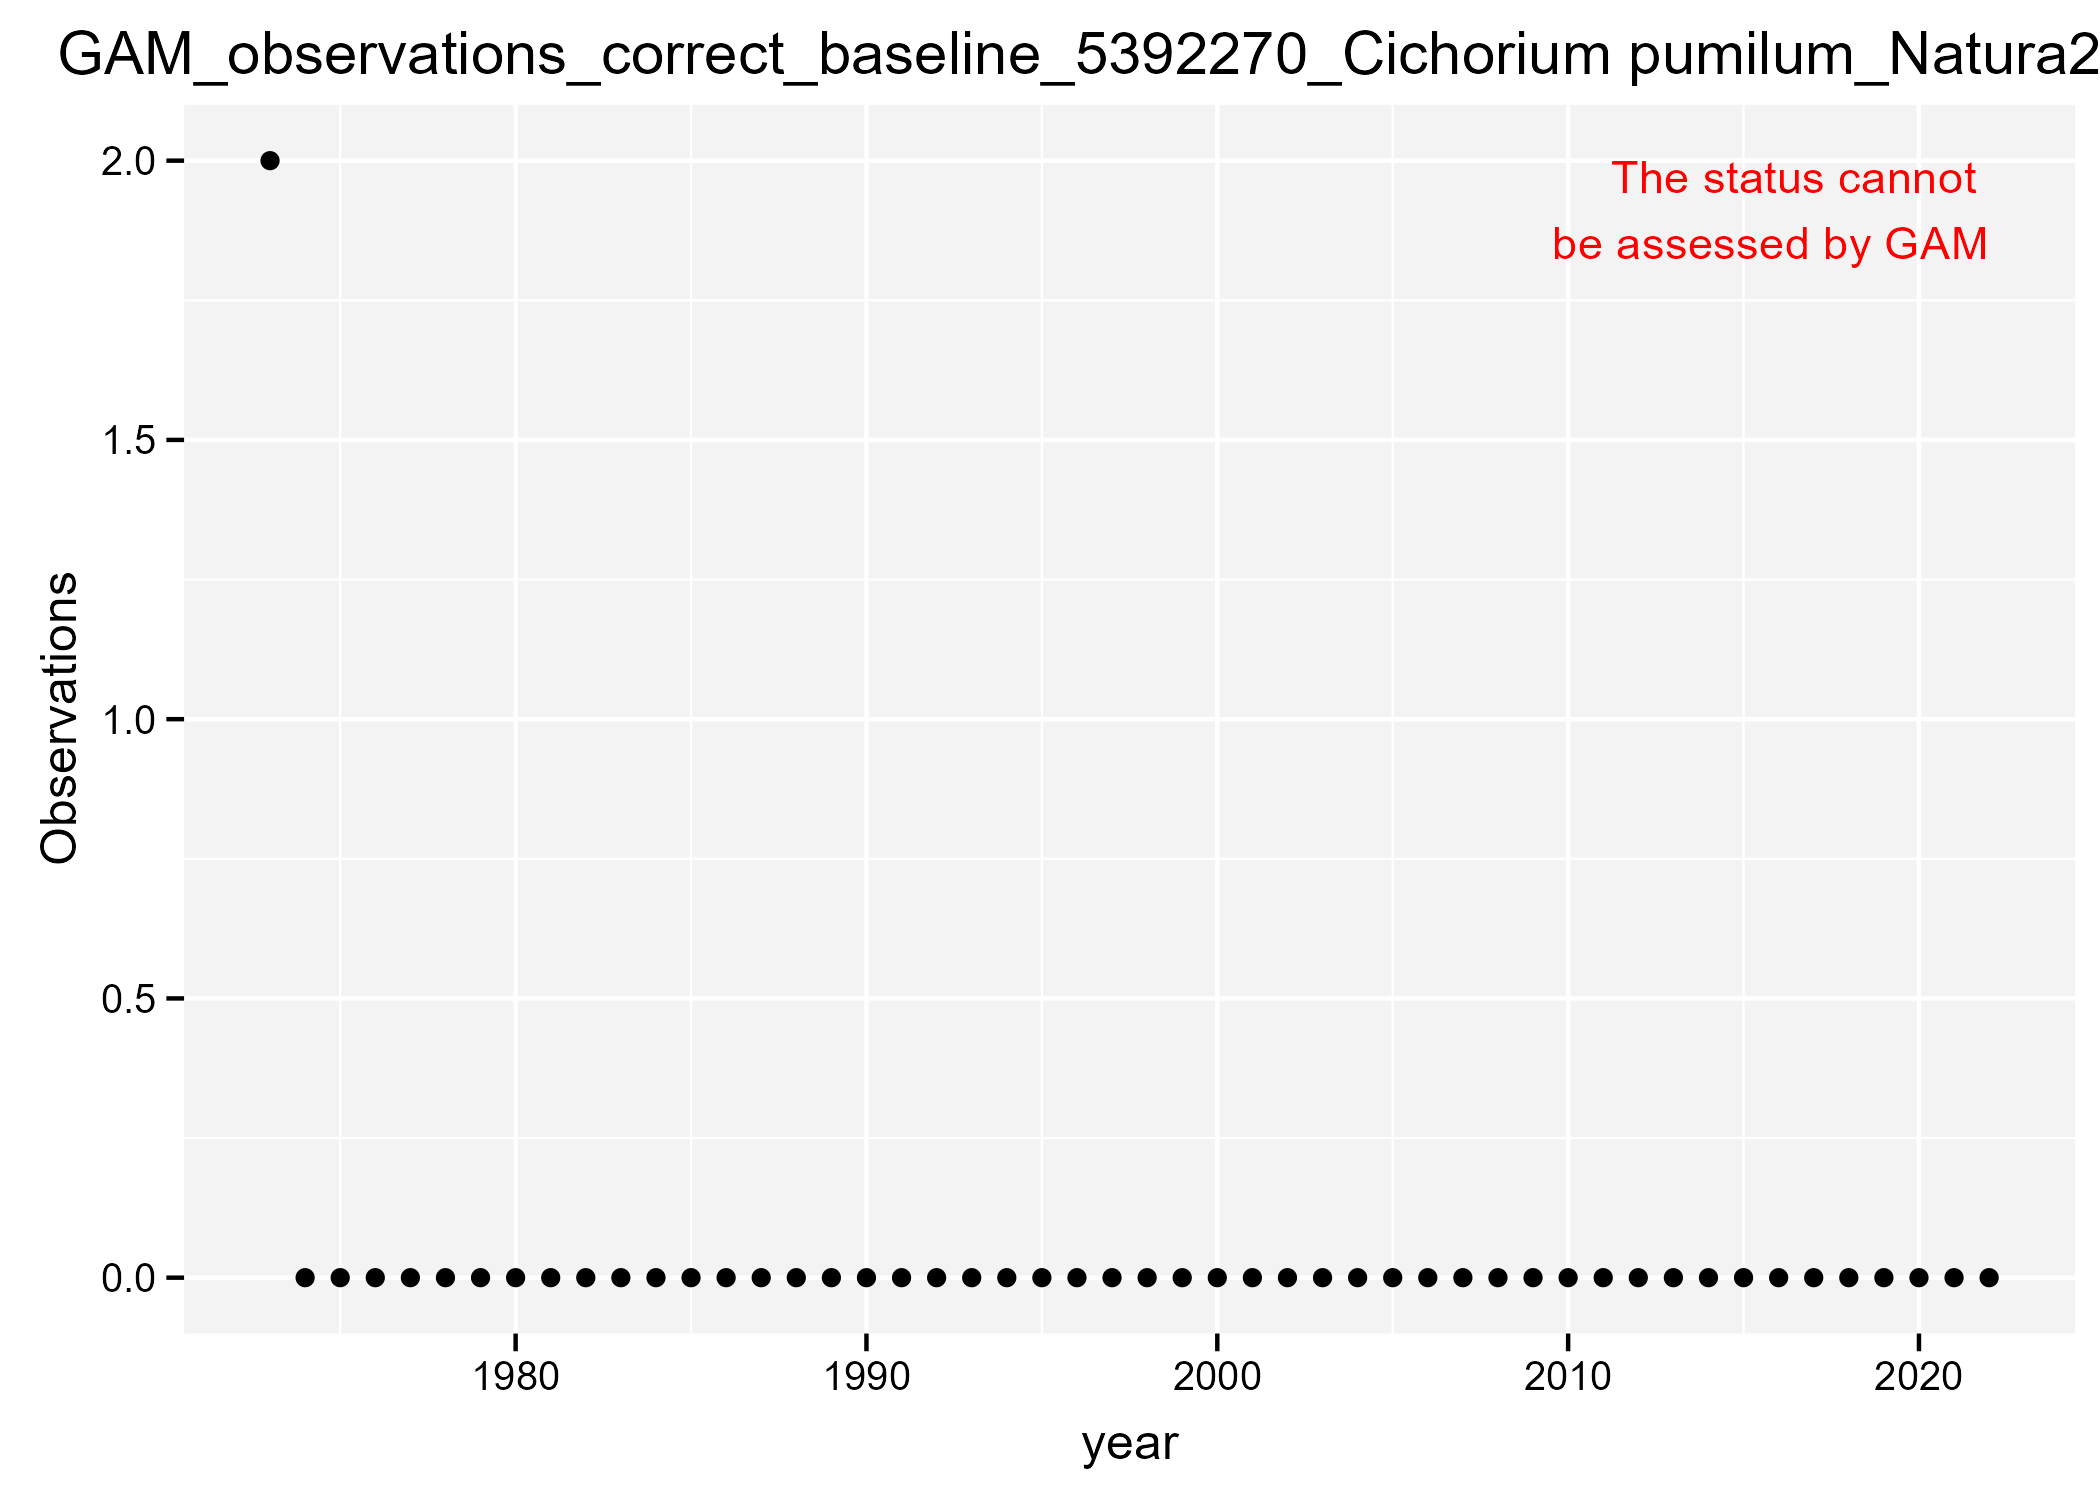 GAM_observations_correct_baseline_5392270_Cichorium pumilum_Natura2
2.0
The status cannot
be assessed by GAM
1.5
1.0
0.5
0.0
Observations
1980 1990 2000 2010 2020
year